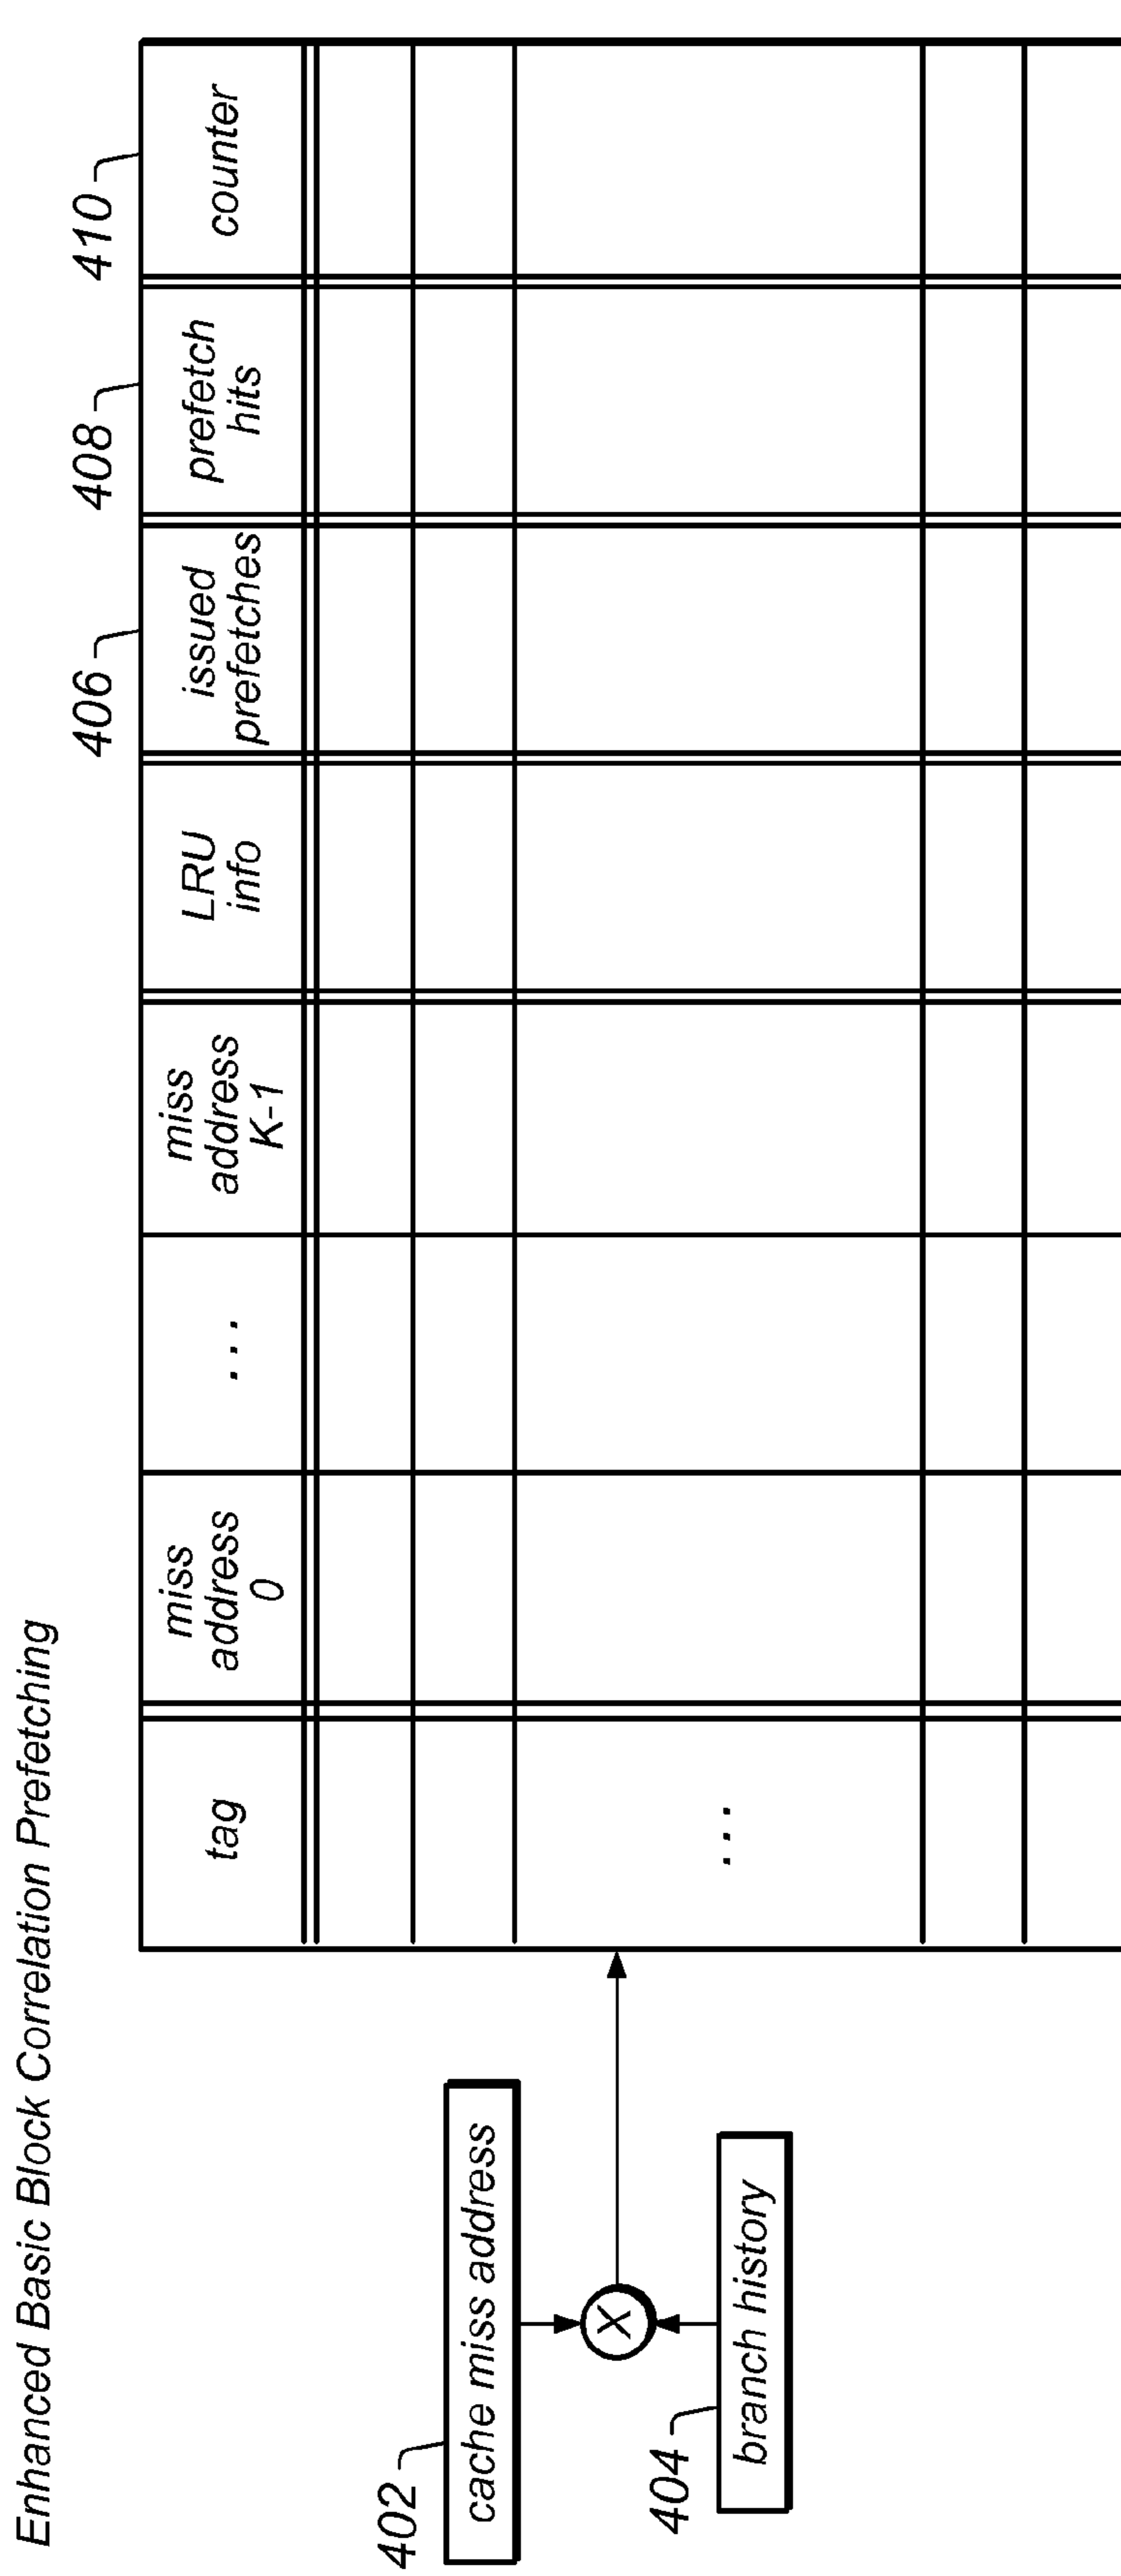 Enhanced Basic Block Correlation Prefetching
406
408
410
tag
miss
address
0
...
miss
address
K-1
LRU
info
issued
prefetches
prefetch
hits
counter
402
cache miss address
X
404
branch history
...